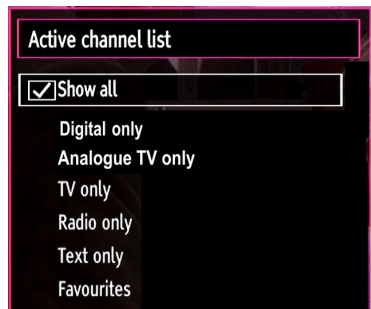 Active channel list
Show all
Digital only
Analogue TV only
TV only
Radio only
Text only
Favourites